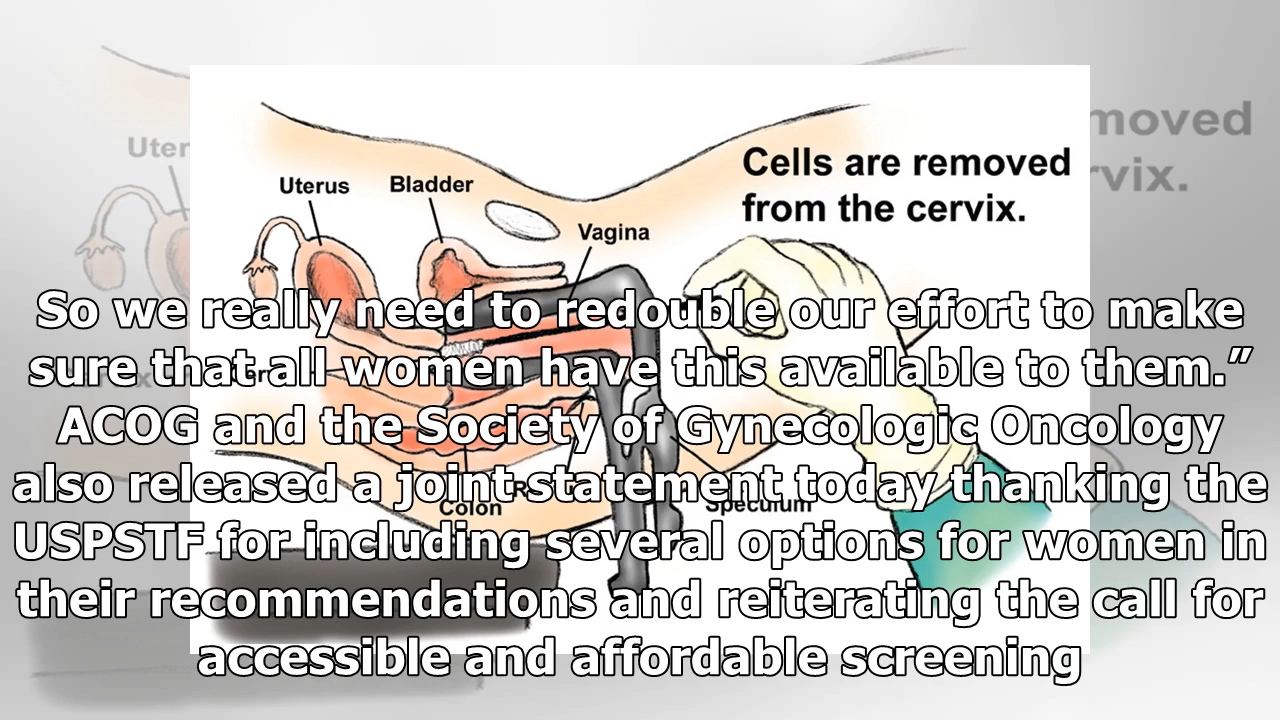 Uterus
Bladder
Cells are removed
from the cervix.
Vagina
moved
rvix.
So we really need to redouble our effort to make
sure that all women have this available to them.”
ACOG and the Society of Gynecologic Oncology
also released a joint statement today thanking the
Colon
Speculum
USPSTF for including several options for women in
their recommendations and reiterating the call for
accessible and affordable screening